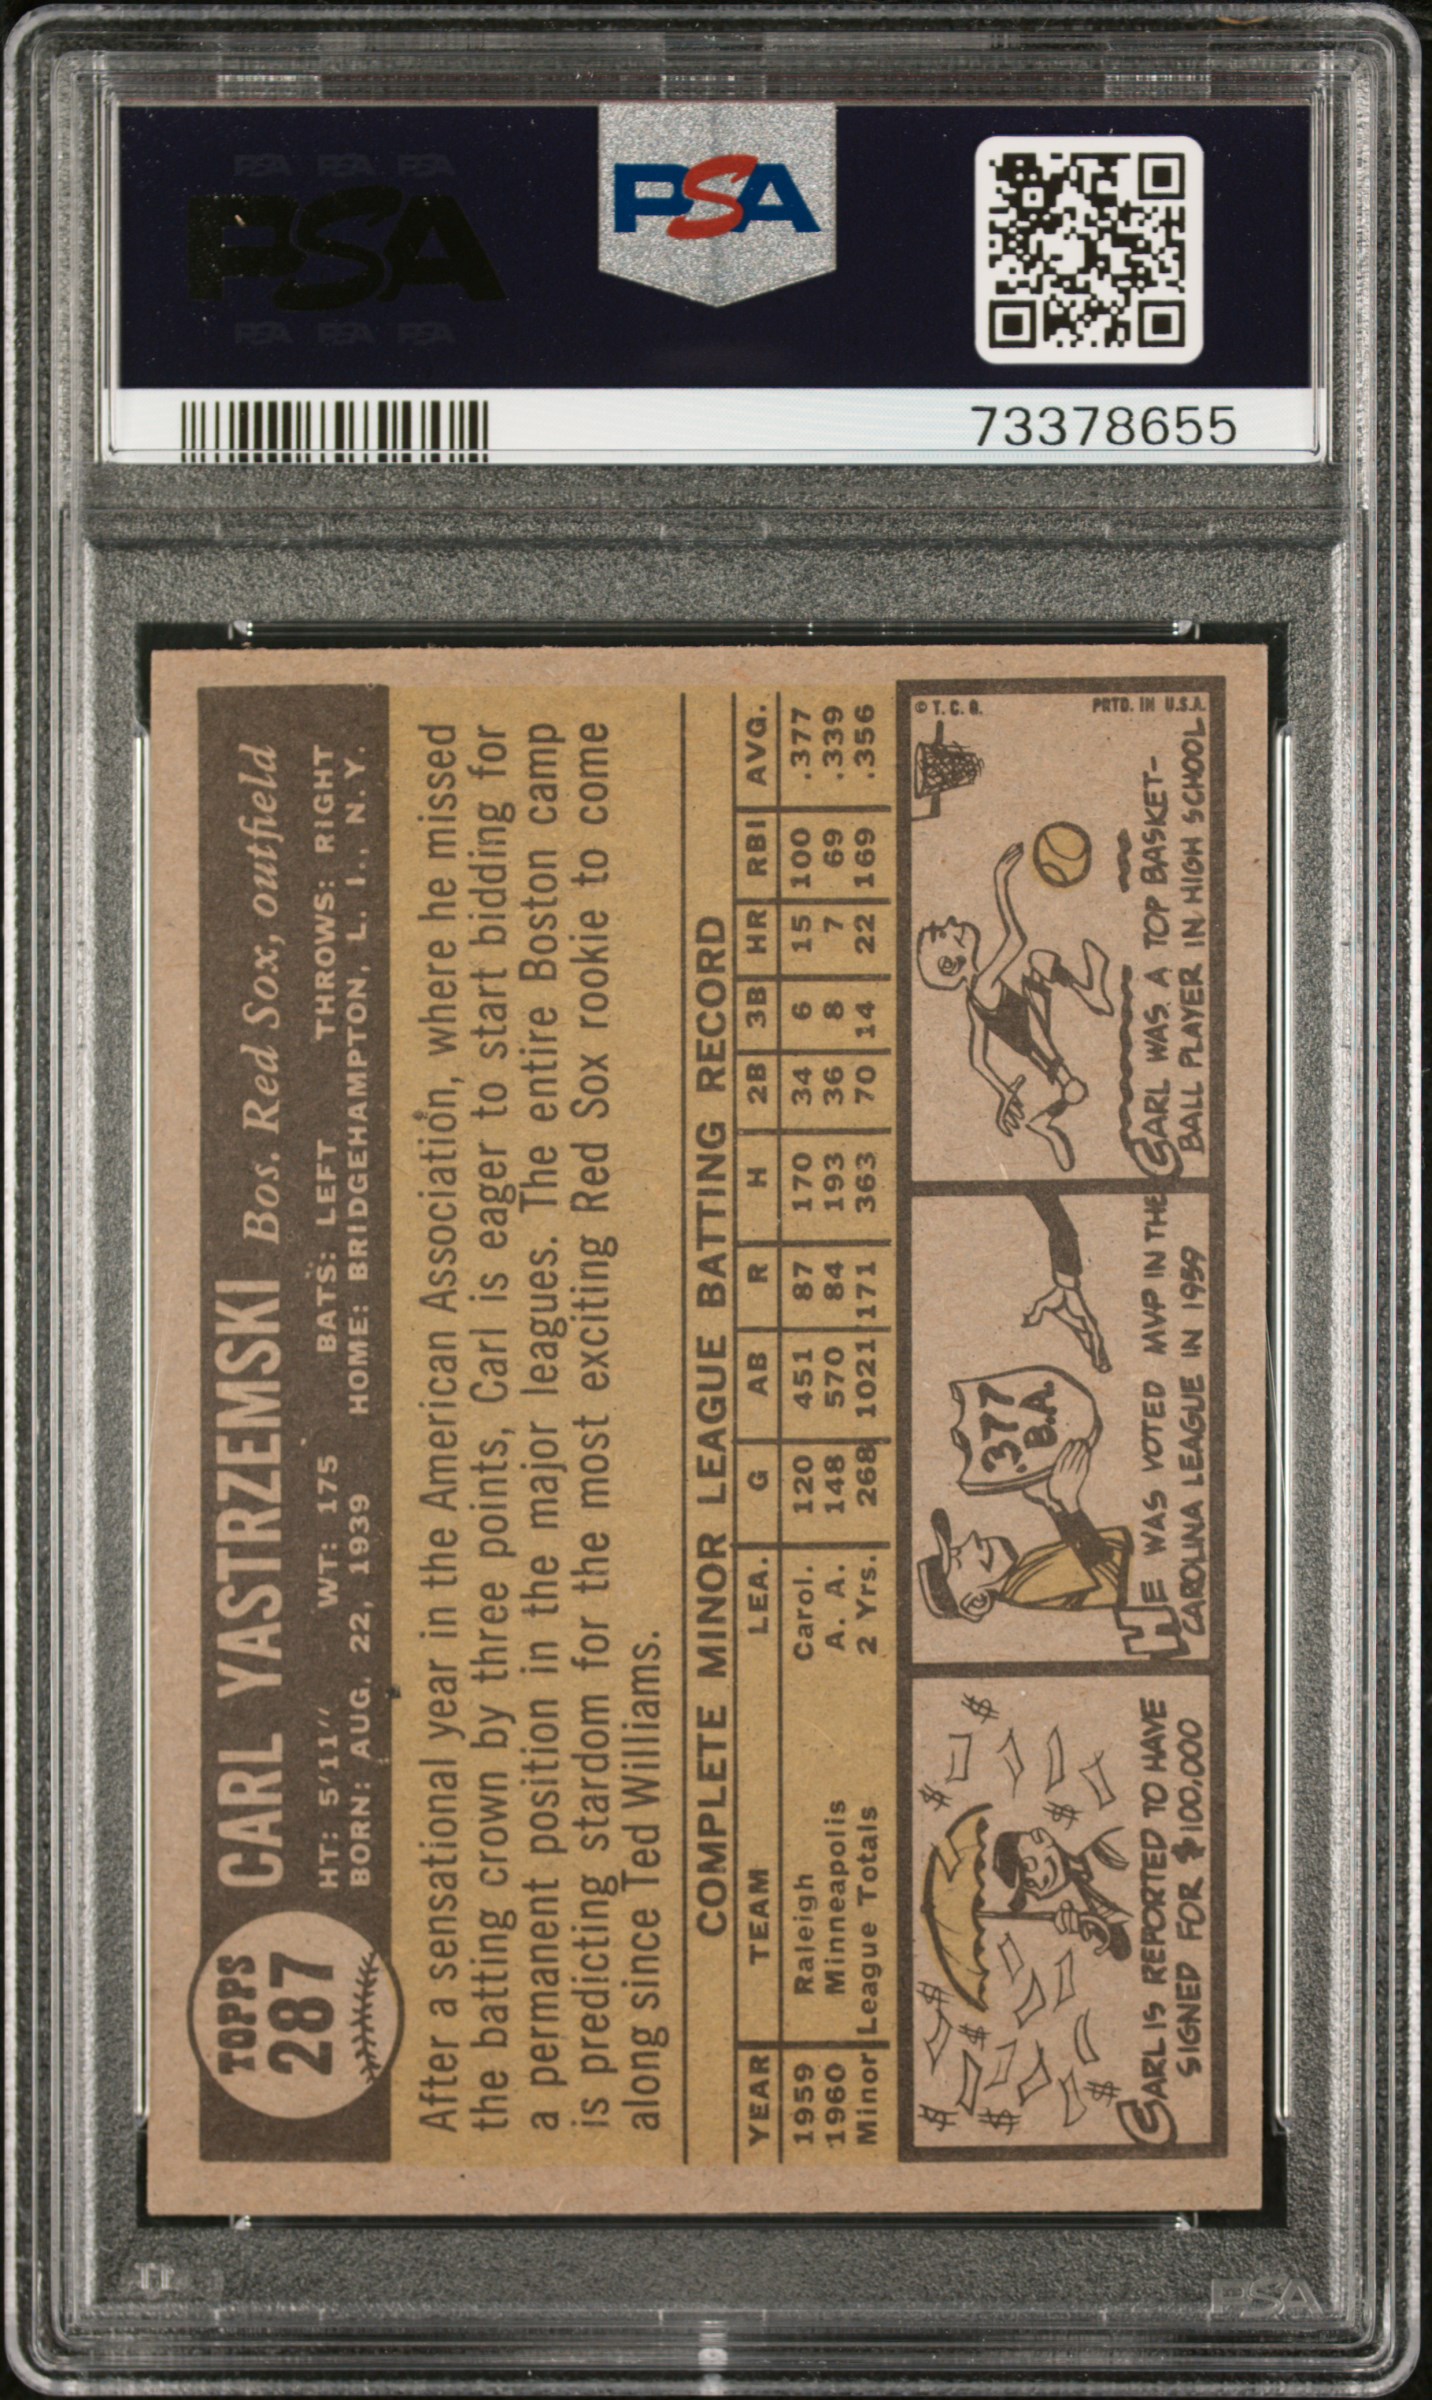 PSA PSA PSA
PSA
PSA PSA PSA
PSA
73378655
TOPPS
287
CARL YASTRZEMSKI Bos. Red Sox, outfield
HT: 5'11" WT: 175 BATS: LEFT THROWS: RIGHT
BORN: AUG. 22, 1939 HOME: BRIDGEHAMPTON, L. I., N. Y.
After a sensational year in the American Association, where he missed
the batting crown by three points, Carl is eager to start bidding for
a permanent position in the major leagues. The entire Boston camp
is predicting stardom for the most exciting Red Sox rookie to come
along since Ted Williams.
COMPLETE MINOR LEAGUE BATTING RECORD
YEAR TEAM LEA. G AB R H 2B 3B HR RBI AVG.
1959 Raleigh Carol. 120 451 87 170 34 6 15 100 .377
1960 Minneapolis A. A. 148 570 84 193 36 8 7 69 .339
Minor League Totals 2 Yrs. 268 1021 171 363 70 14 22 169 .356
CARL IS REPORTED TO HAVE
SIGNED FOR $100,000
.377
B.A.
HE WAS VOTED MVP IN THE
CAROLINA LEAGUE IN 1959
© T. C. G.
PRTD. IN U.S.A.
CARL WAS A TOP BASKET-
BALL PLAYER IN HIGH SCHOOL
PSA